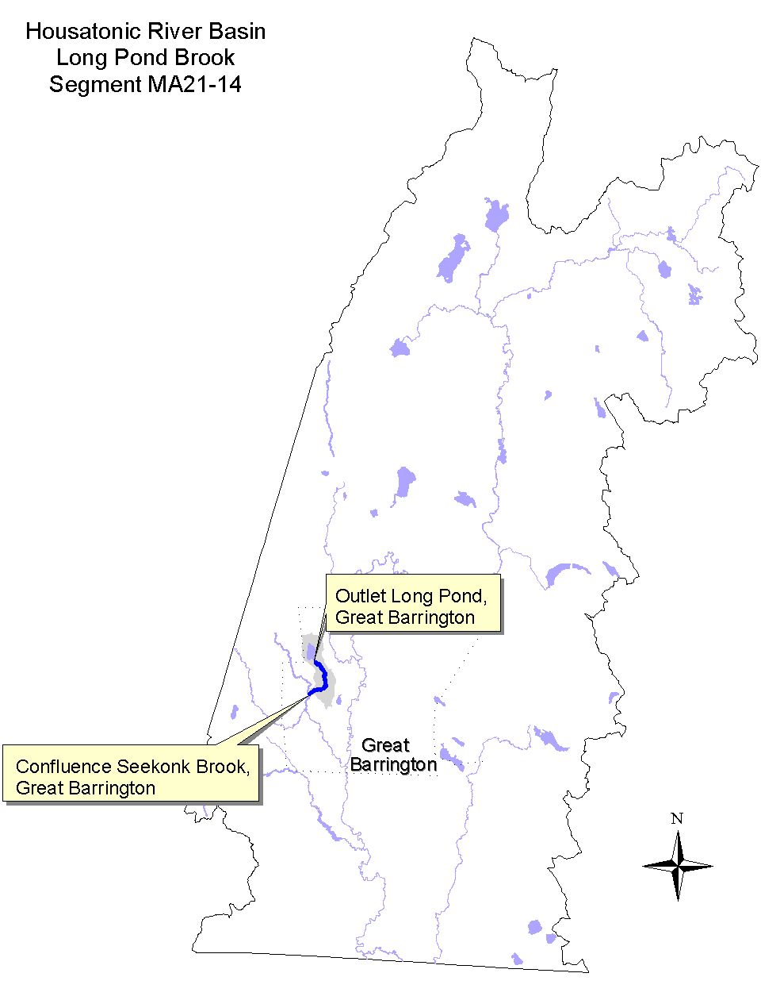 Housatonic River Basin
Long Pond Brook
Segment MA21-14
Outlet Long Pond,
Great Barrington
Great
Barrington
Confluence Seekonk Brook,
Great Barrington
N